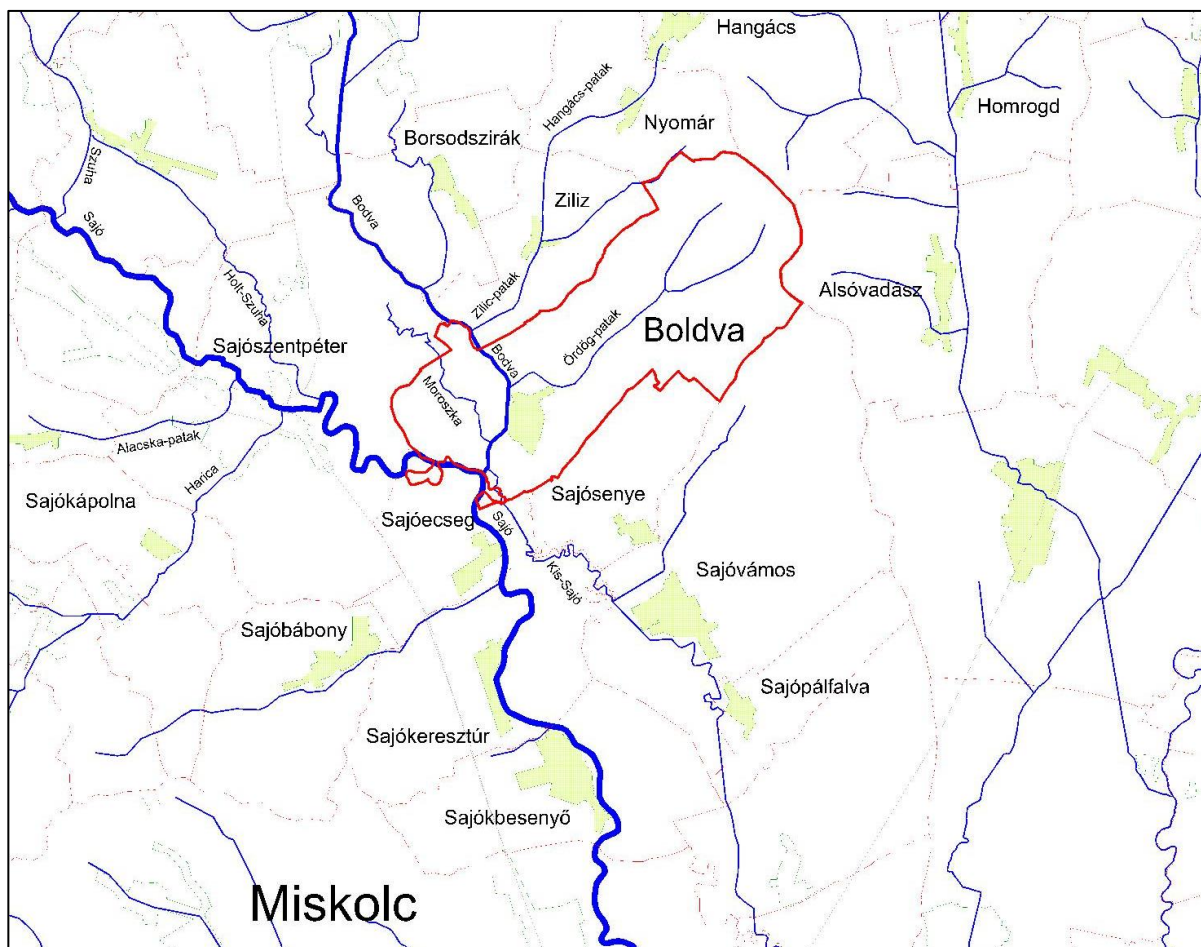 Hangács
Homrogd
Hangács-patak
Nyomár
Borsodszirák
Szuha
Ziliz
Bodva
Sajó
Holt-Szuha
Zilic-patak
Alsóvadász
Boldva
Ördög-patak
Sajószentpéter
Bodva
Moroszka
Alacska-patak
Harica
Sajókápolna
Sajósenye
Sajóecseg
Sajó
Kis-Sajó
Sajóvámos
Sajóbábony
Sajópálfalva
Sajókeresztúr
Sajókbesenyő
Miskolc